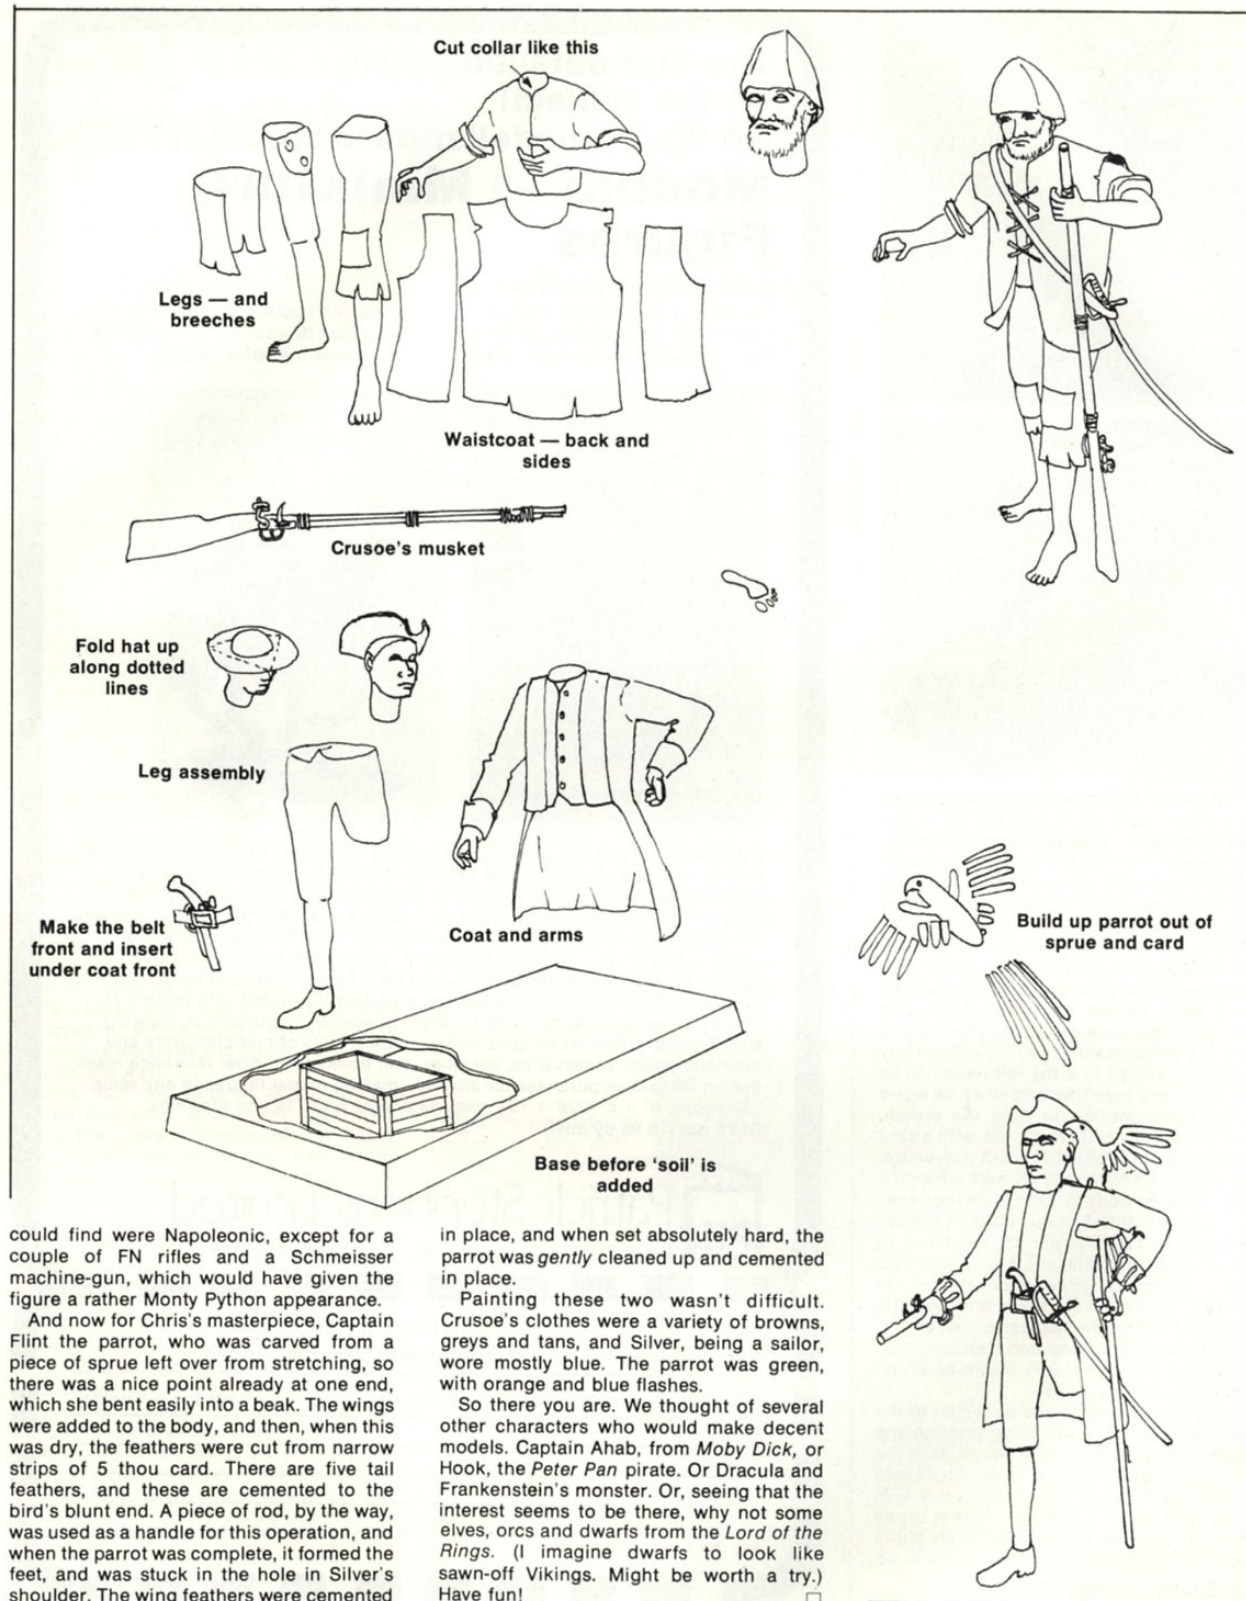 Cut collar like this
Legs — and
breeches
Waistcoat — back and
sides
Crusoe's musket
Fold hat up
along dotted
lines
Leg assembly
Make the belt
front and insert
under coat front
Coat and arms
Build up parrot out of
sprue and card
Base before ‘soil’ is
added
could find were Napoleonic, except for a
couple of FN rifles and a Schmeisser
machine-gun, which would have given the
figure a rather Monty Python appearance.
And now for Chris's masterpiece, Captain
Flint the parrot, who was carved from a
piece of sprue left over from stretching, so
there was a nice point already at one end,
which she bent easily into a beak. The wings
were added to the body, and then, when this
was dry, the feathers were cut from narrow
strips of 5 thou card. There are five tail
feathers, and these are cemented to the
bird's blunt end. A piece of rod, by the way,
was used as a handle for this operation, and
when the parrot was complete, it formed the
feet, and was stuck in the hole in Silver's
shoulder. The wing feathers were cemented
in place, and when set absolutely hard, the
parrot was gently cleaned up and cemented
in place.
Painting these two wasn't difficult.
Crusoe's clothes were a variety of browns,
greys and tans, and Silver, being a sailor,
wore mostly blue. The parrot was green,
with orange and blue flashes.
So there you are. We thought of several
other characters who would make decent
models. Captain Ahab, from Moby Dick, or
Hook, the Peter Pan pirate. Or Dracula and
Frankenstein's monster. Or, seeing that the
interest seems to be there, why not some
elves, orcs and dwarfs from the Lord of the
Rings. (I imagine dwarfs to look like
sawn-off Vikings. Might be worth a try.)
Have fun!